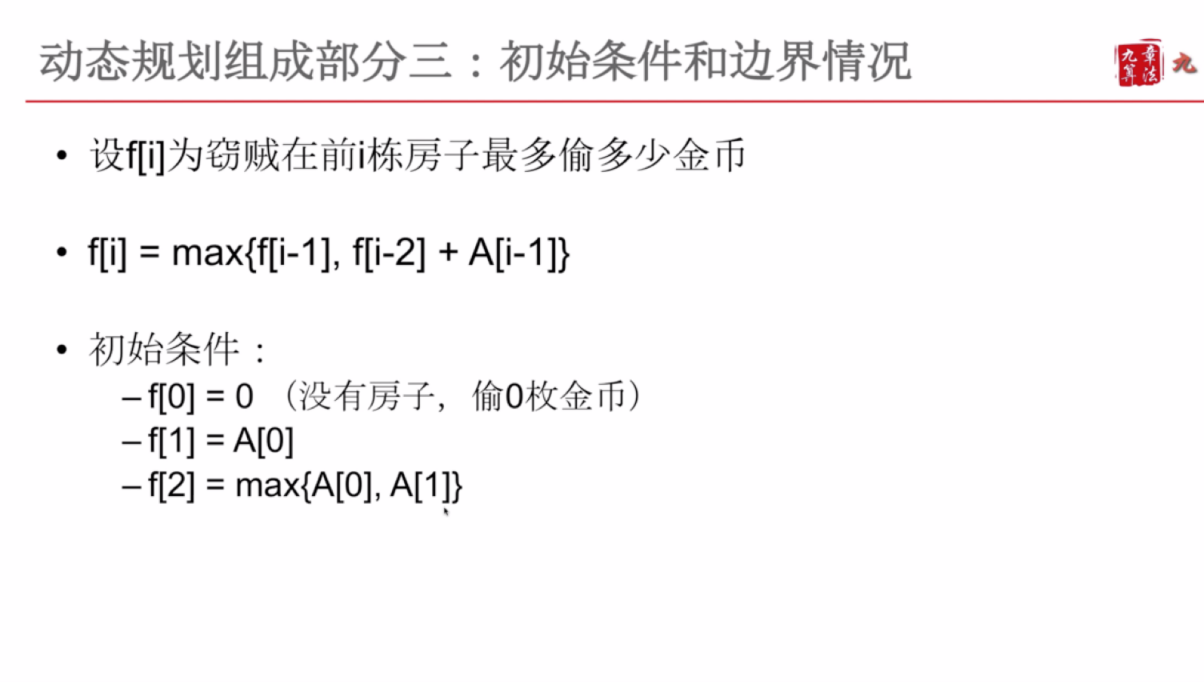 动态规划组成部分三：初始条件和边界情况
九章算法
九
• 设f[i]为窃贼在前i栋房子最多偷多少金币
• f[i] = max{f[i-1], f[i-2] + A[i-1]}
• 初始条件：
– f[0] = 0 （没有房子，偷0枚金币）
– f[1] = A[0]
– f[2] = max{A[0], A[1]}